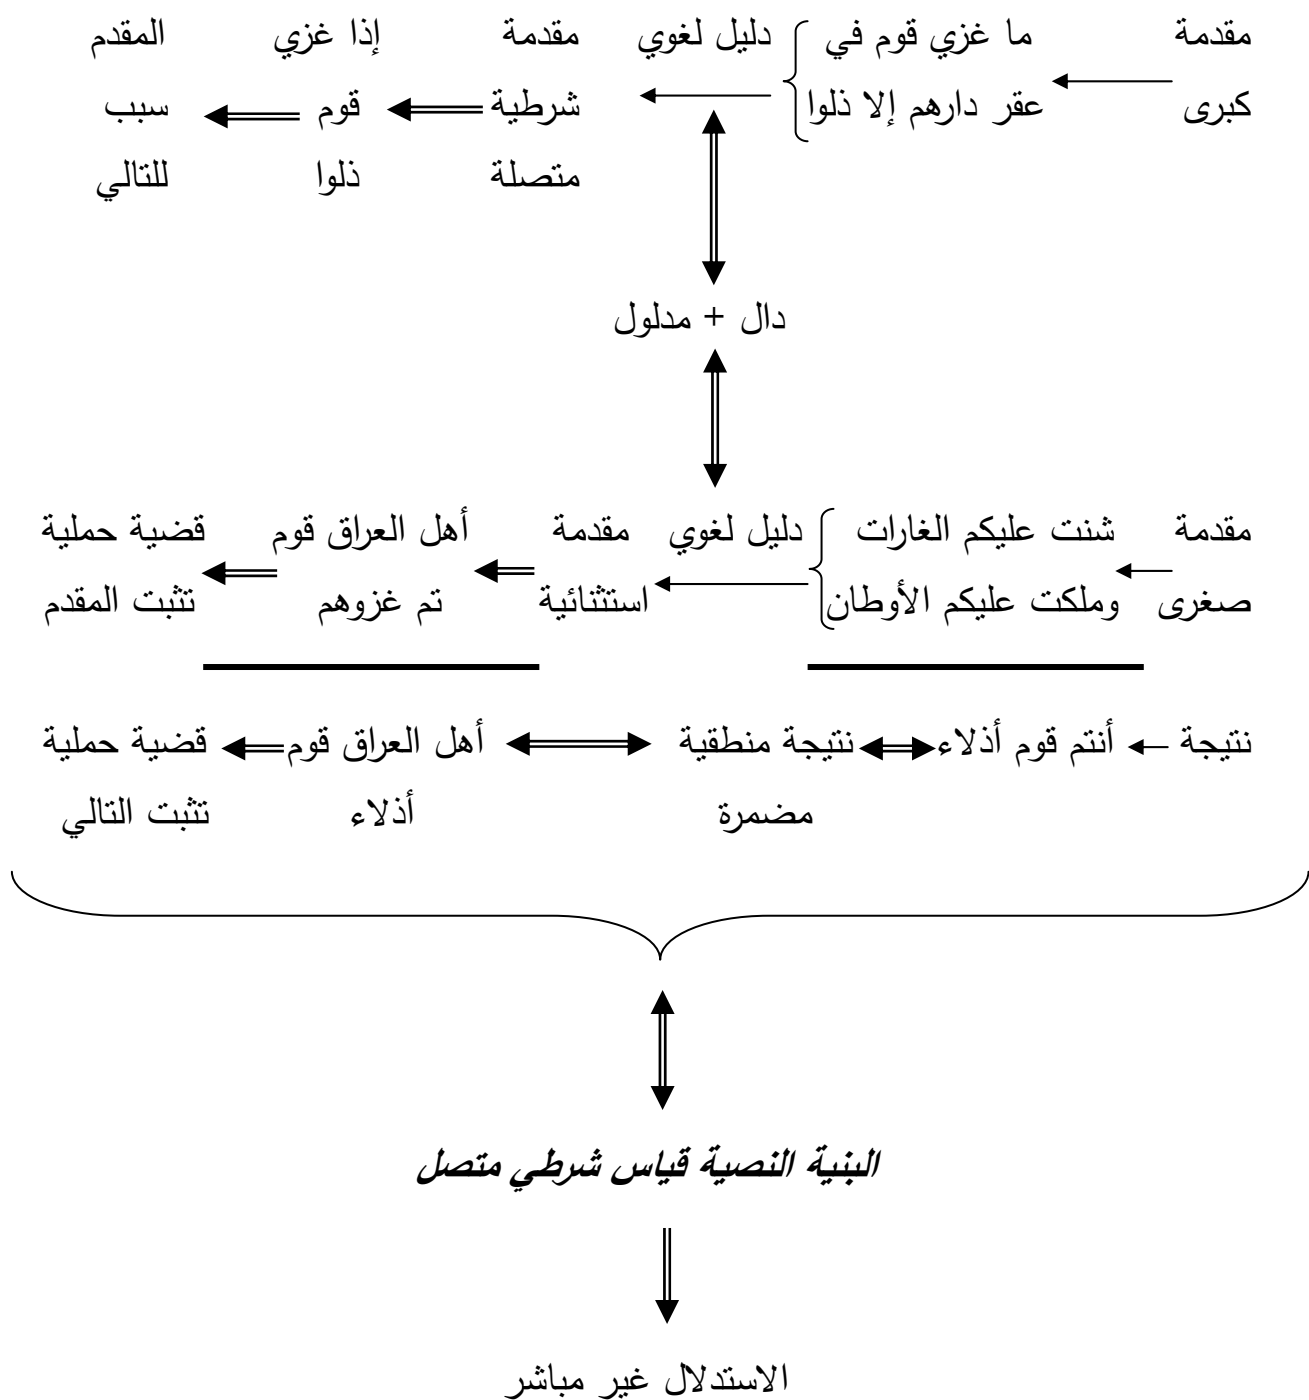 مقدمة ما غزي قوم في دليل لغوي مقدمة إذا غزي المقدم
كبرى عقر دارهم إلا ذلوا شرطية قوم سبب
متصلة ذلوا للتالي
دال + مدلول
مقدمة شنت عليكم الغارات دليل لغوي مقدمة أهل العراق قوم قضية حملية
صغرى وملكت عليكم الأوطان استثنائية تم غزوهم تثبت المقدم
نتيجة أنتم قوم أذلاء نتيجة منطقية أهل العراق قوم قضية حملية
مضمرة أذلاء تثبت التالي
البنية النصية قياس شرطي متصل
الاستدلال غير مباشر